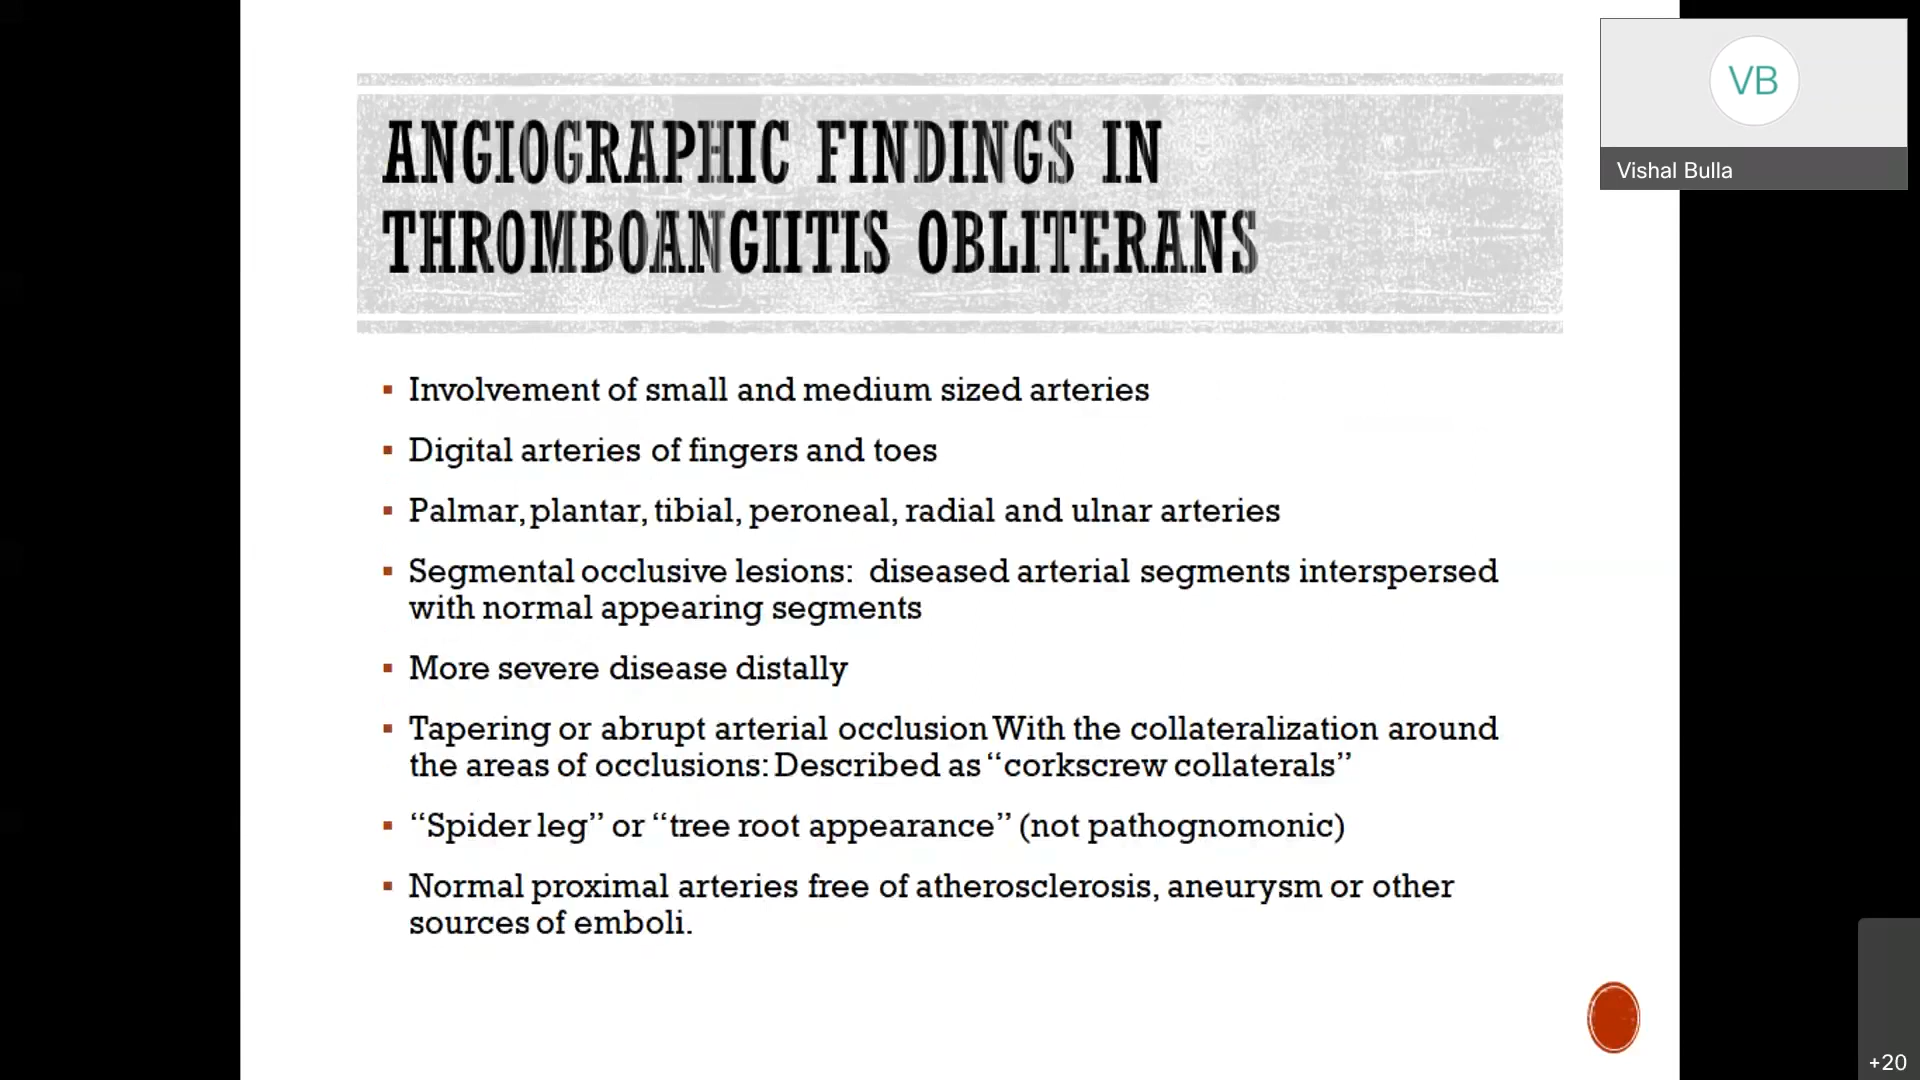 ANGIOGRAPHIC FINDINGS IN
THROMBOANGIITIS OBLITERANS
VB
Vishal Bulla
▪ Involvement of small and medium sized arteries
▪ Digital arteries of fingers and toes
▪ Palmar, plantar, tibial, peroneal, radial and ulnar arteries
▪ Segmental occlusive lesions: diseased arterial segments interspersed
with normal appearing segments
▪ More severe disease distally
▪ Tapering or abrupt arterial occlusion With the collateralization around
the areas of occlusions: Described as “corkscrew collaterals”
▪ “Spider leg” or “tree root appearance” (not pathognomonic)
▪ Normal proximal arteries free of atherosclerosis, aneurysm or other
sources of emboli.
+20